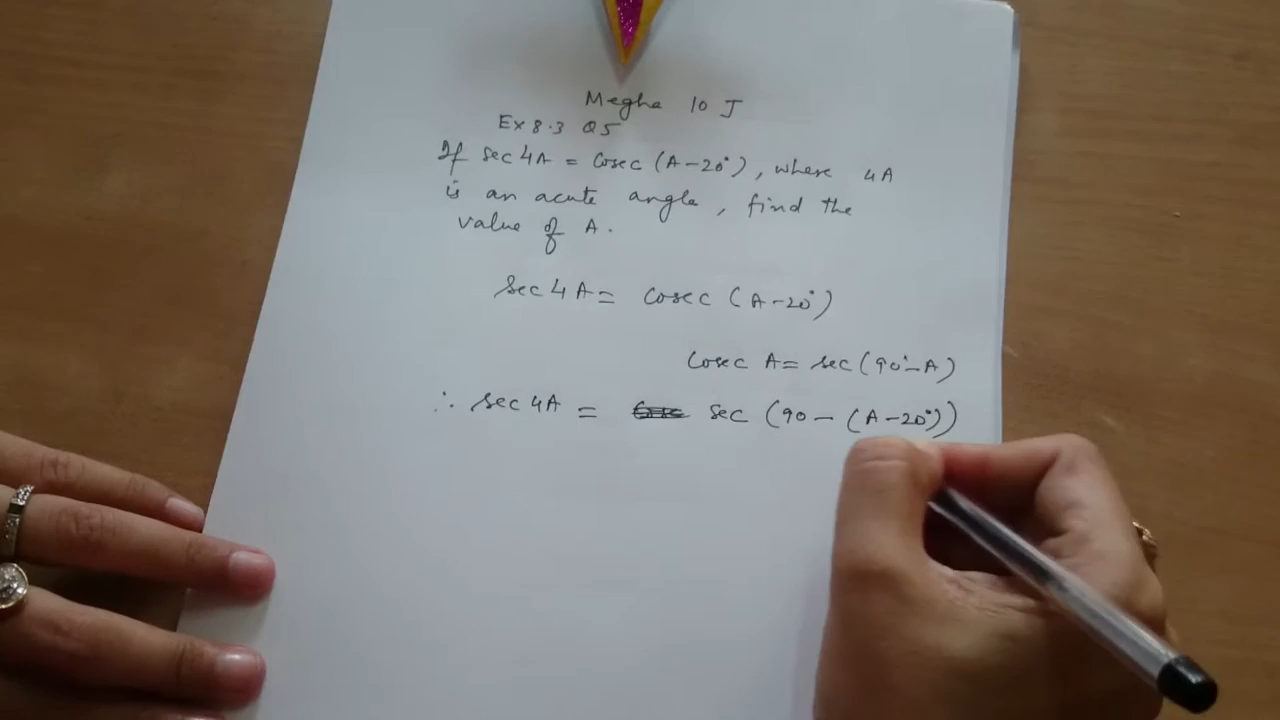 Megha 10 J
Ex 8.3 Q5
If sec 4A = cosec (A-20°), where 4A
is an acute angle, find the
value of A.
sec 4A = cosec (A-20°)
cosec A = sec (90°-A)
∴ sec 4A = sec (90 - (A-20°))